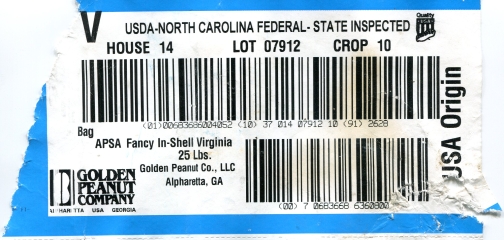 V
USDA-NORTH CAROLINA FEDERAL- STATE INSPECTED
Quality
HOUSE 14 LOT 07912 CROP 10
(01)00683686004052 (10) 37 014 07912 10 (91) 2628
Bag
APSA Fancy In-Shell Virginia
25 Lbs.
Golden Peanut Co., LLC
Alpharetta, GA
USA Origin
GOLDEN
PEANUT
COMPANY
ALPHARETTA USA GEORGIA
(00) 7 0683668 6360800